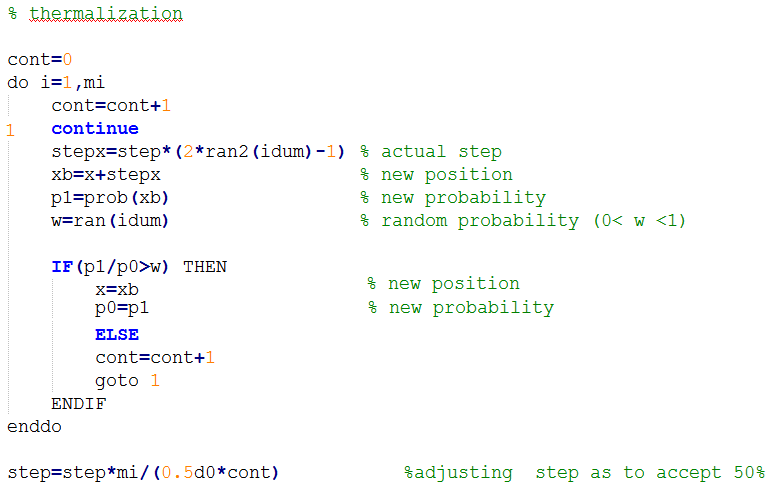 % thermalization
cont=0
do i=1,mi
cont=cont+1
1 continue
stepx=step*(2*ran2(idum)-1) % actual step
xb=x+stepx % new position
p1=prob(xb) % new probability
w=ran(idum) % random probability (0< w <1)
IF(p1/p0>w) THEN
x=xb % new position
p0=p1 % new probability
ELSE
cont=cont+1
goto 1
ENDIF
enddo
step=step*mi/(0.5d0*cont) %adjusting step as to accept 50%